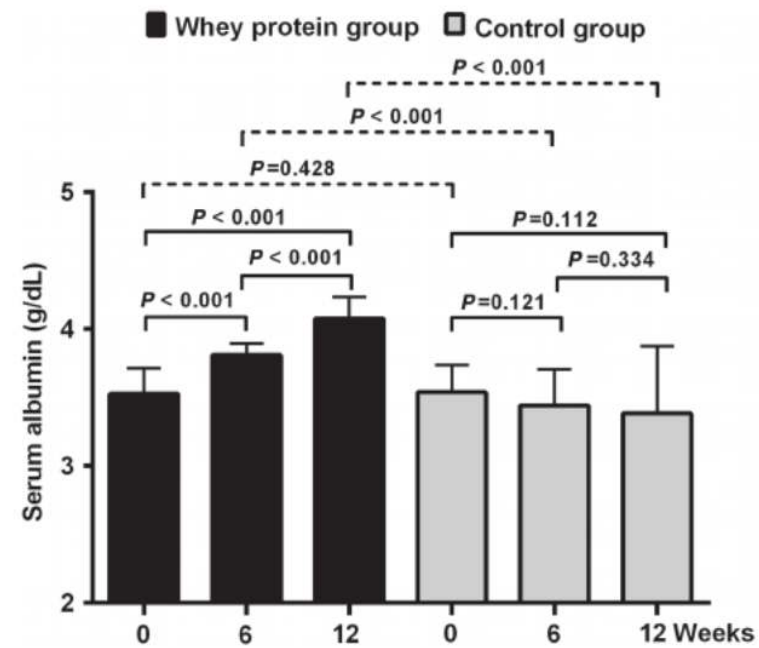 Whey protein group Control group
P < 0.001
P < 0.001
P=0.428
P < 0.001
P=0.112
P < 0.001
P=0.334
P < 0.001
P=0.121
Serum albumin (g/dL)
5
4
3
2
0 6 12 0 6 12 Weeks